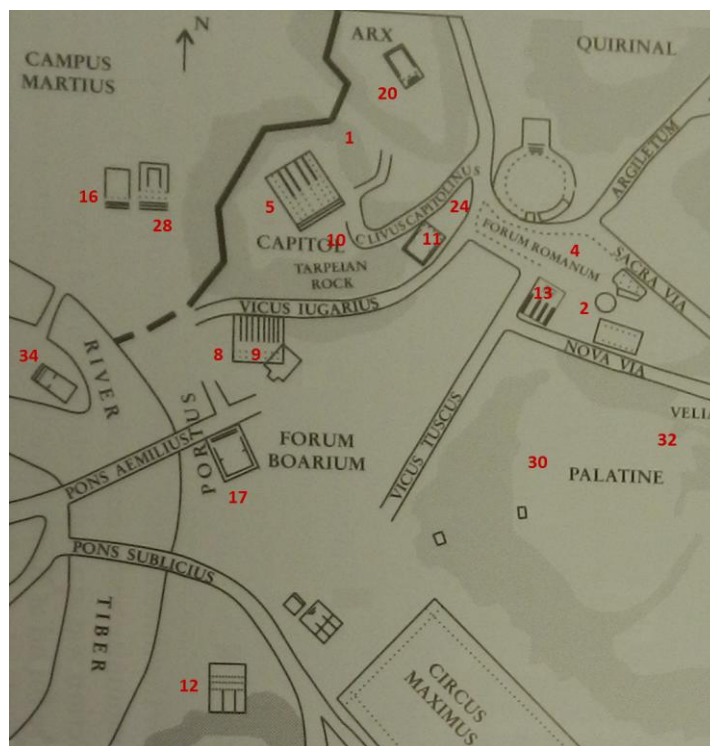 N
ARX
QUIRINAL
CAMPUS
MARTIUS
20
1
ARGILETUM
16
28
5
CLIVUS CAPITOLINUS
24
10
11
CAPITOL
FORUM ROMANUM
4
SACRA VIA
TARPEIAN
ROCK
13
2
VICUS IUGARIUS
34
RIVER
8
9
NOVA VIA
VELIA
32
PORTUS
FORUM
BOARIUM
VICUS TUSCUS
30
PALATINE
PONS AEMILIUS
17
PONS SUBLICIUS
TIBER
12
CIRCUS
MAXIMUS